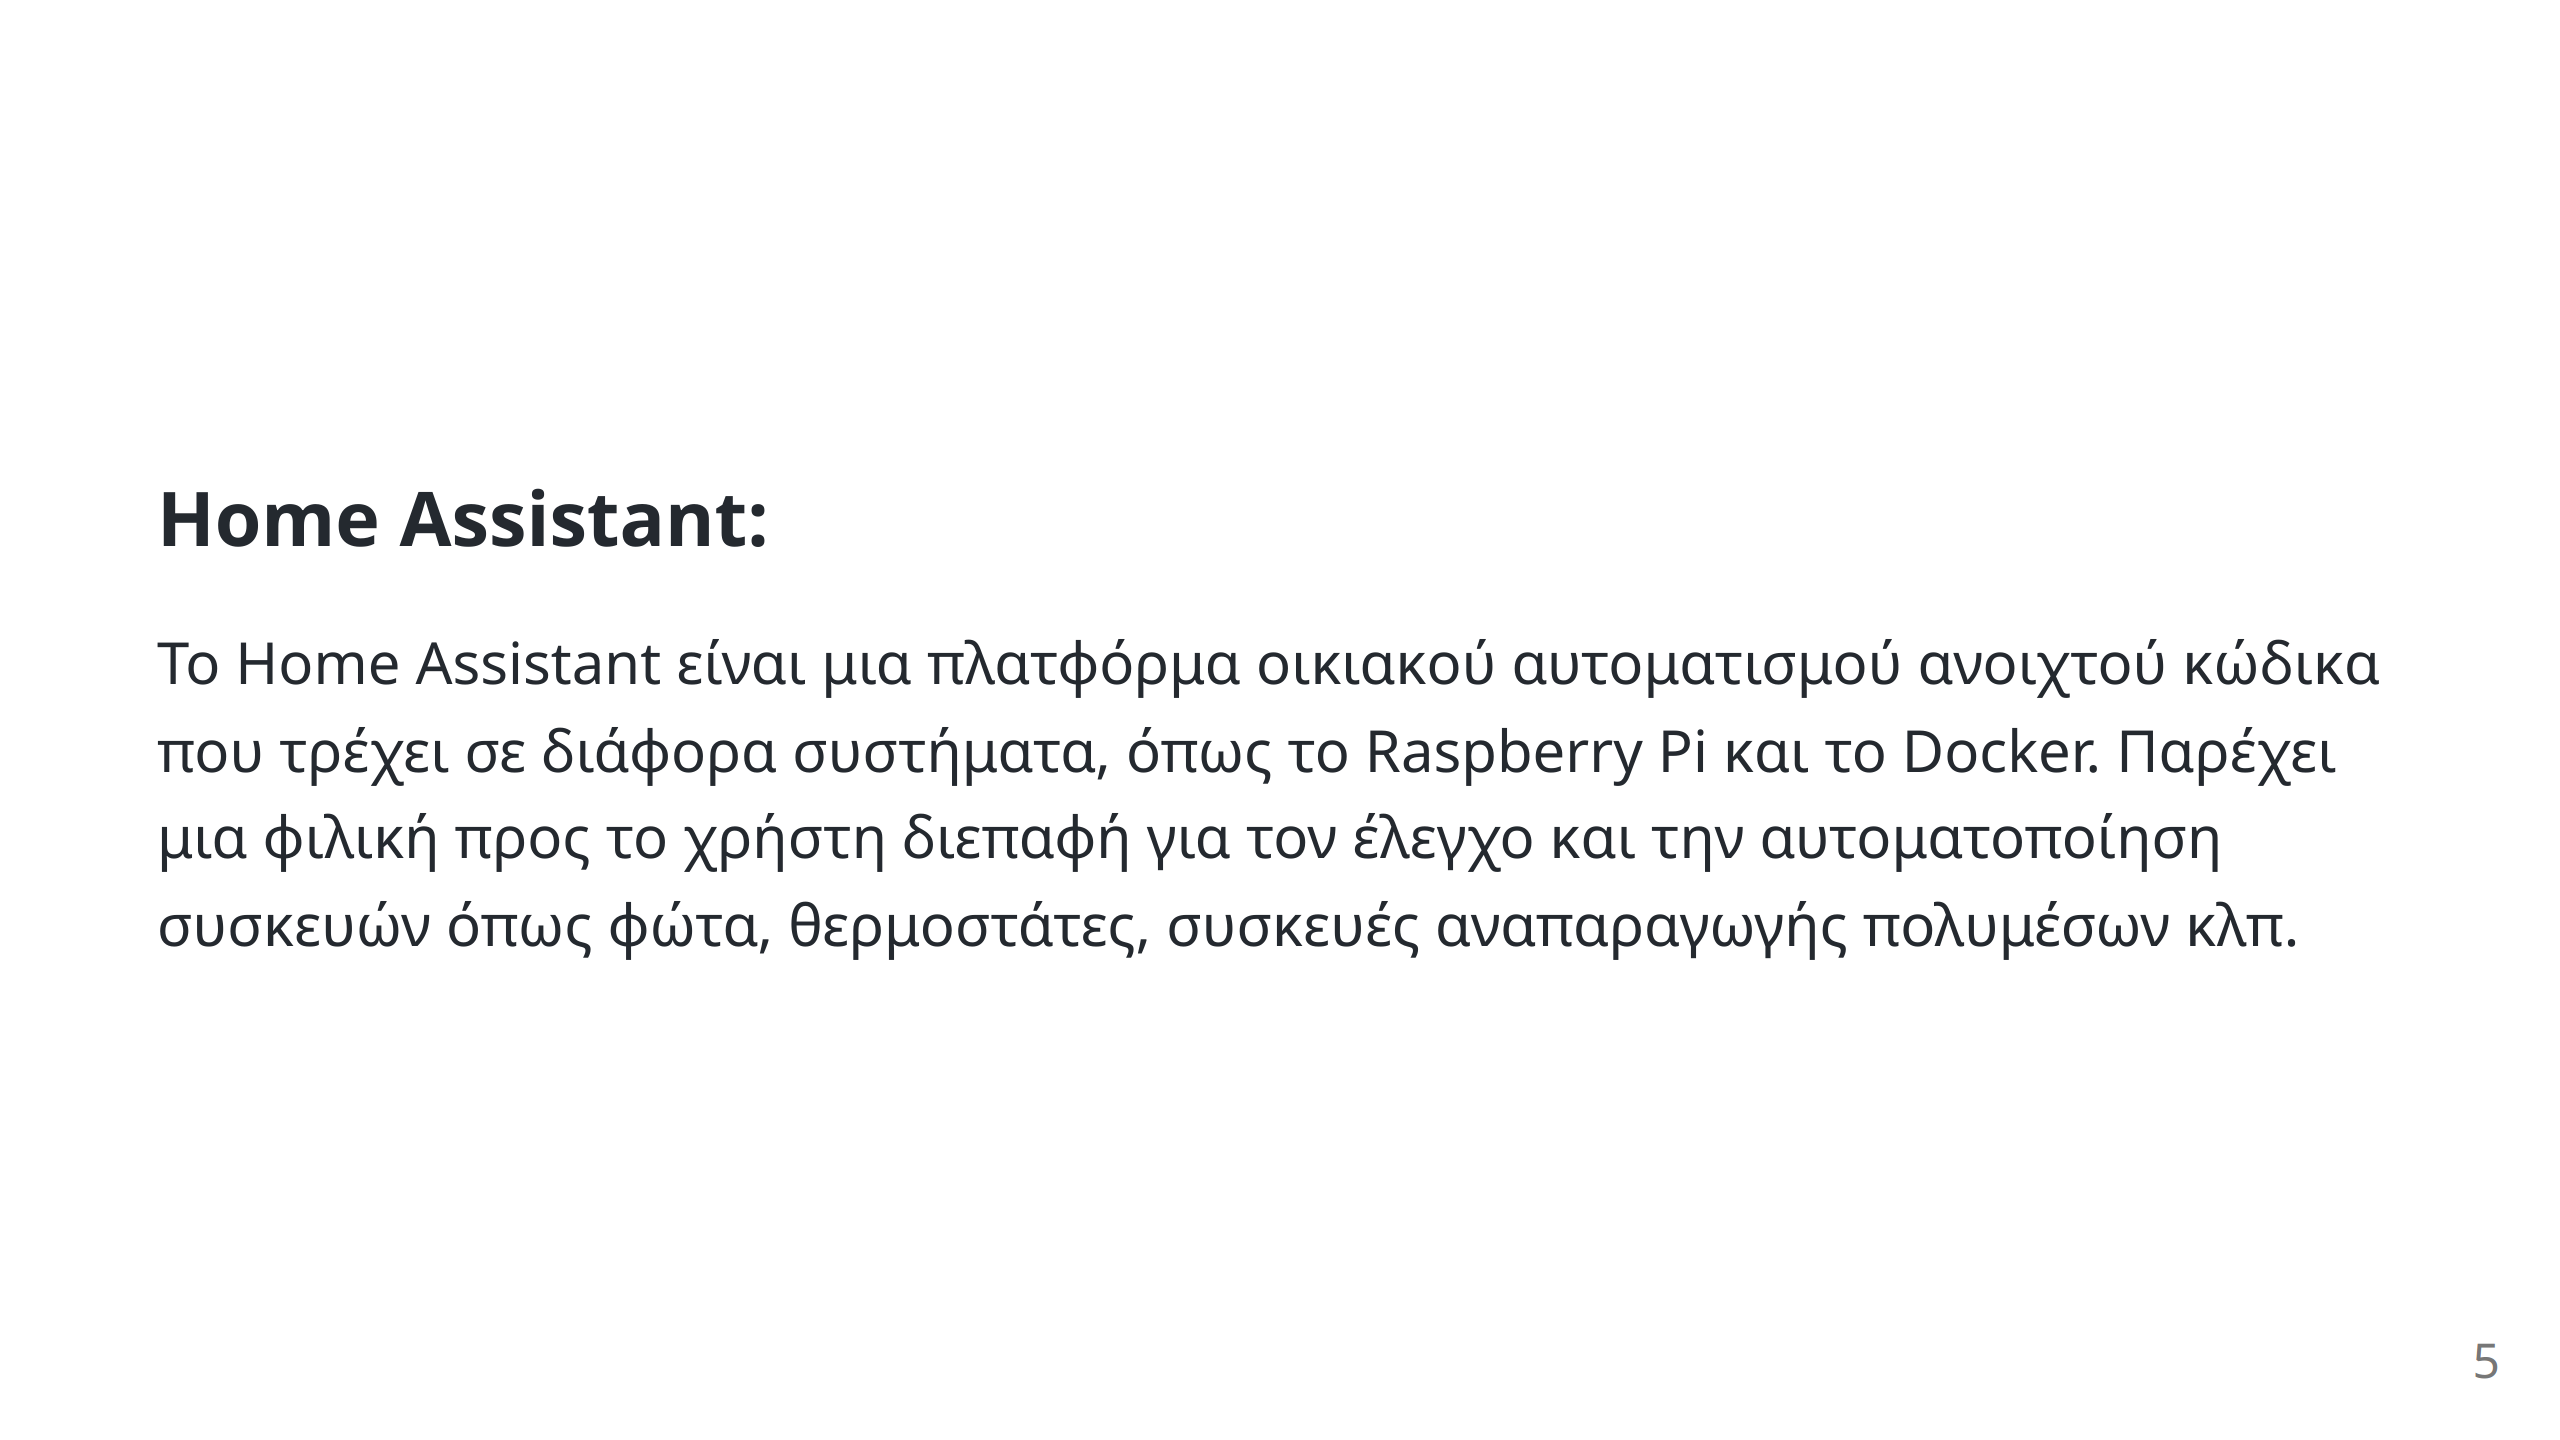 Home Assistant:
Το Home Assistant είναι μια πλατφόρμα οικιακού αυτοματισμού ανοιχτού κώδικα
που τρέχει σε διάφορα συστήματα, όπως το Raspberry Pi και το Docker. Παρέχει
μια φιλική προς το χρήστη διεπαφή για τον έλεγχο και την αυτοματοποίηση
συσκευών όπως φώτα, θερμοστάτες, συσκευές αναπαραγωγής πολυμέσων κλπ.
5